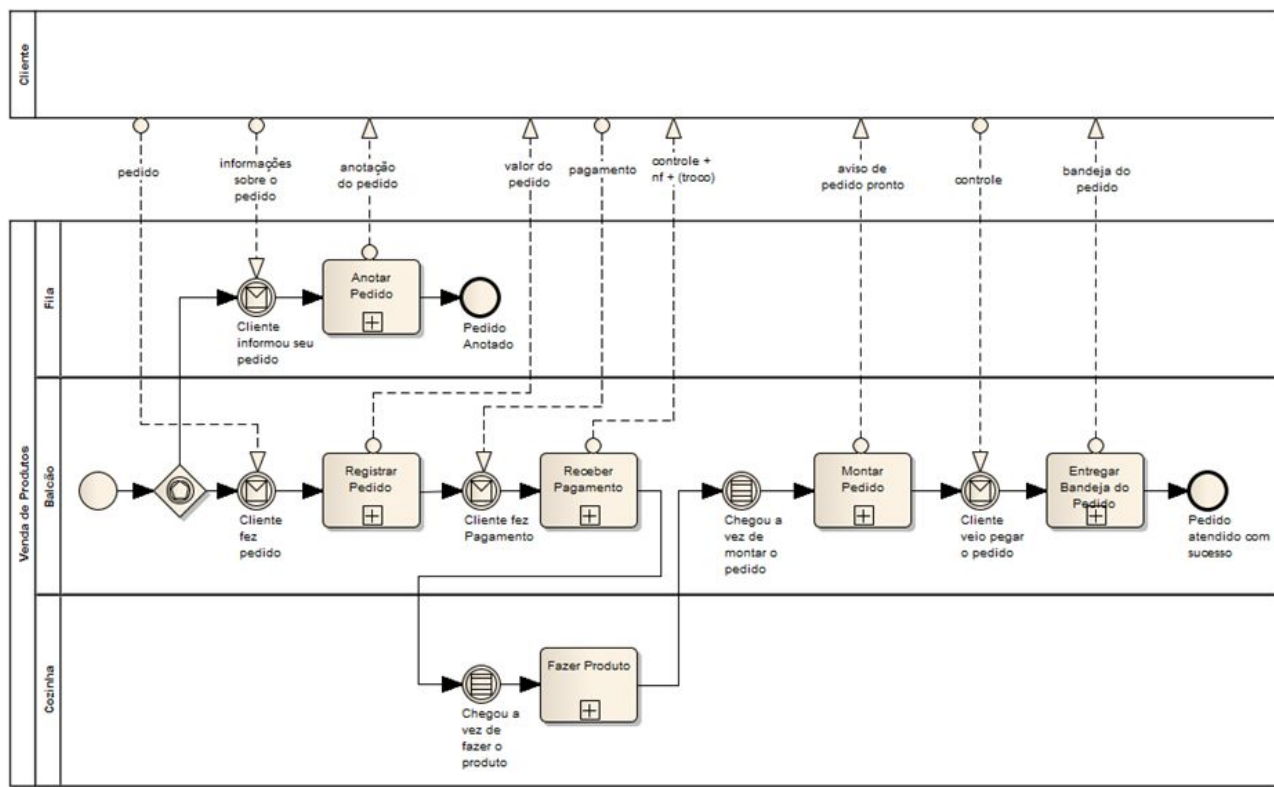 Cliente
pedido
informações
sobre o
pedido
anotação
do pedido
valor do
pedido
pagamento
controle +
nf + (troco)
aviso de
pedido pronto
controle
bandeja do
pedido
Venda de Produtos
Fila
Cliente
informou seu
pedido
Anotar
Pedido
Pedido
Anotado
Balcão
Cliente
fez
pedido
Registrar
Pedido
Cliente fez
Pagamento
Receber
Pagamento
Chegou a
vez de
montar o
pedido
Montar
Pedido
Cliente
veio pegar
o pedido
Entregar
Bandeja do
Pedido
Pedido
atendido com
sucesso
Cozinha
Chegou a
vez de
fazer o
produto
Fazer Produto